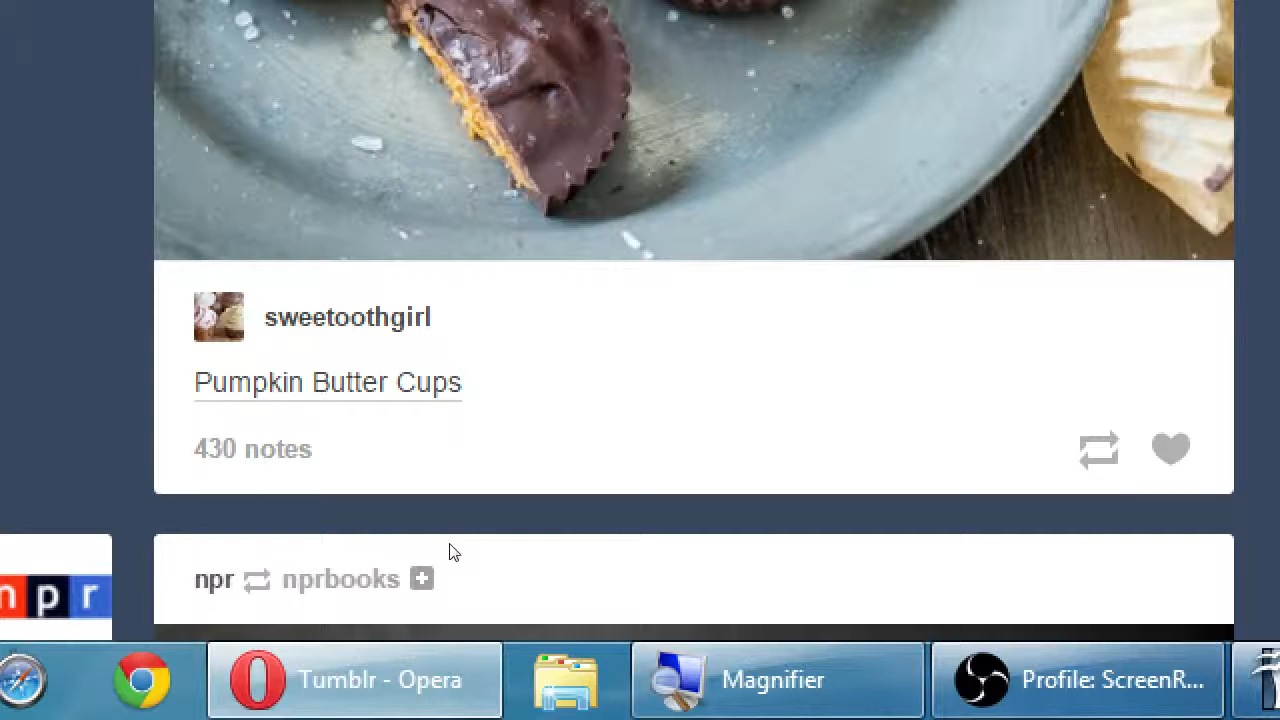 sweetoothgirl
Pumpkin Butter Cups
430 notes
npr nprbooks
npr
Tumblr - Opera
Magnifier
Profile: ScreenR...